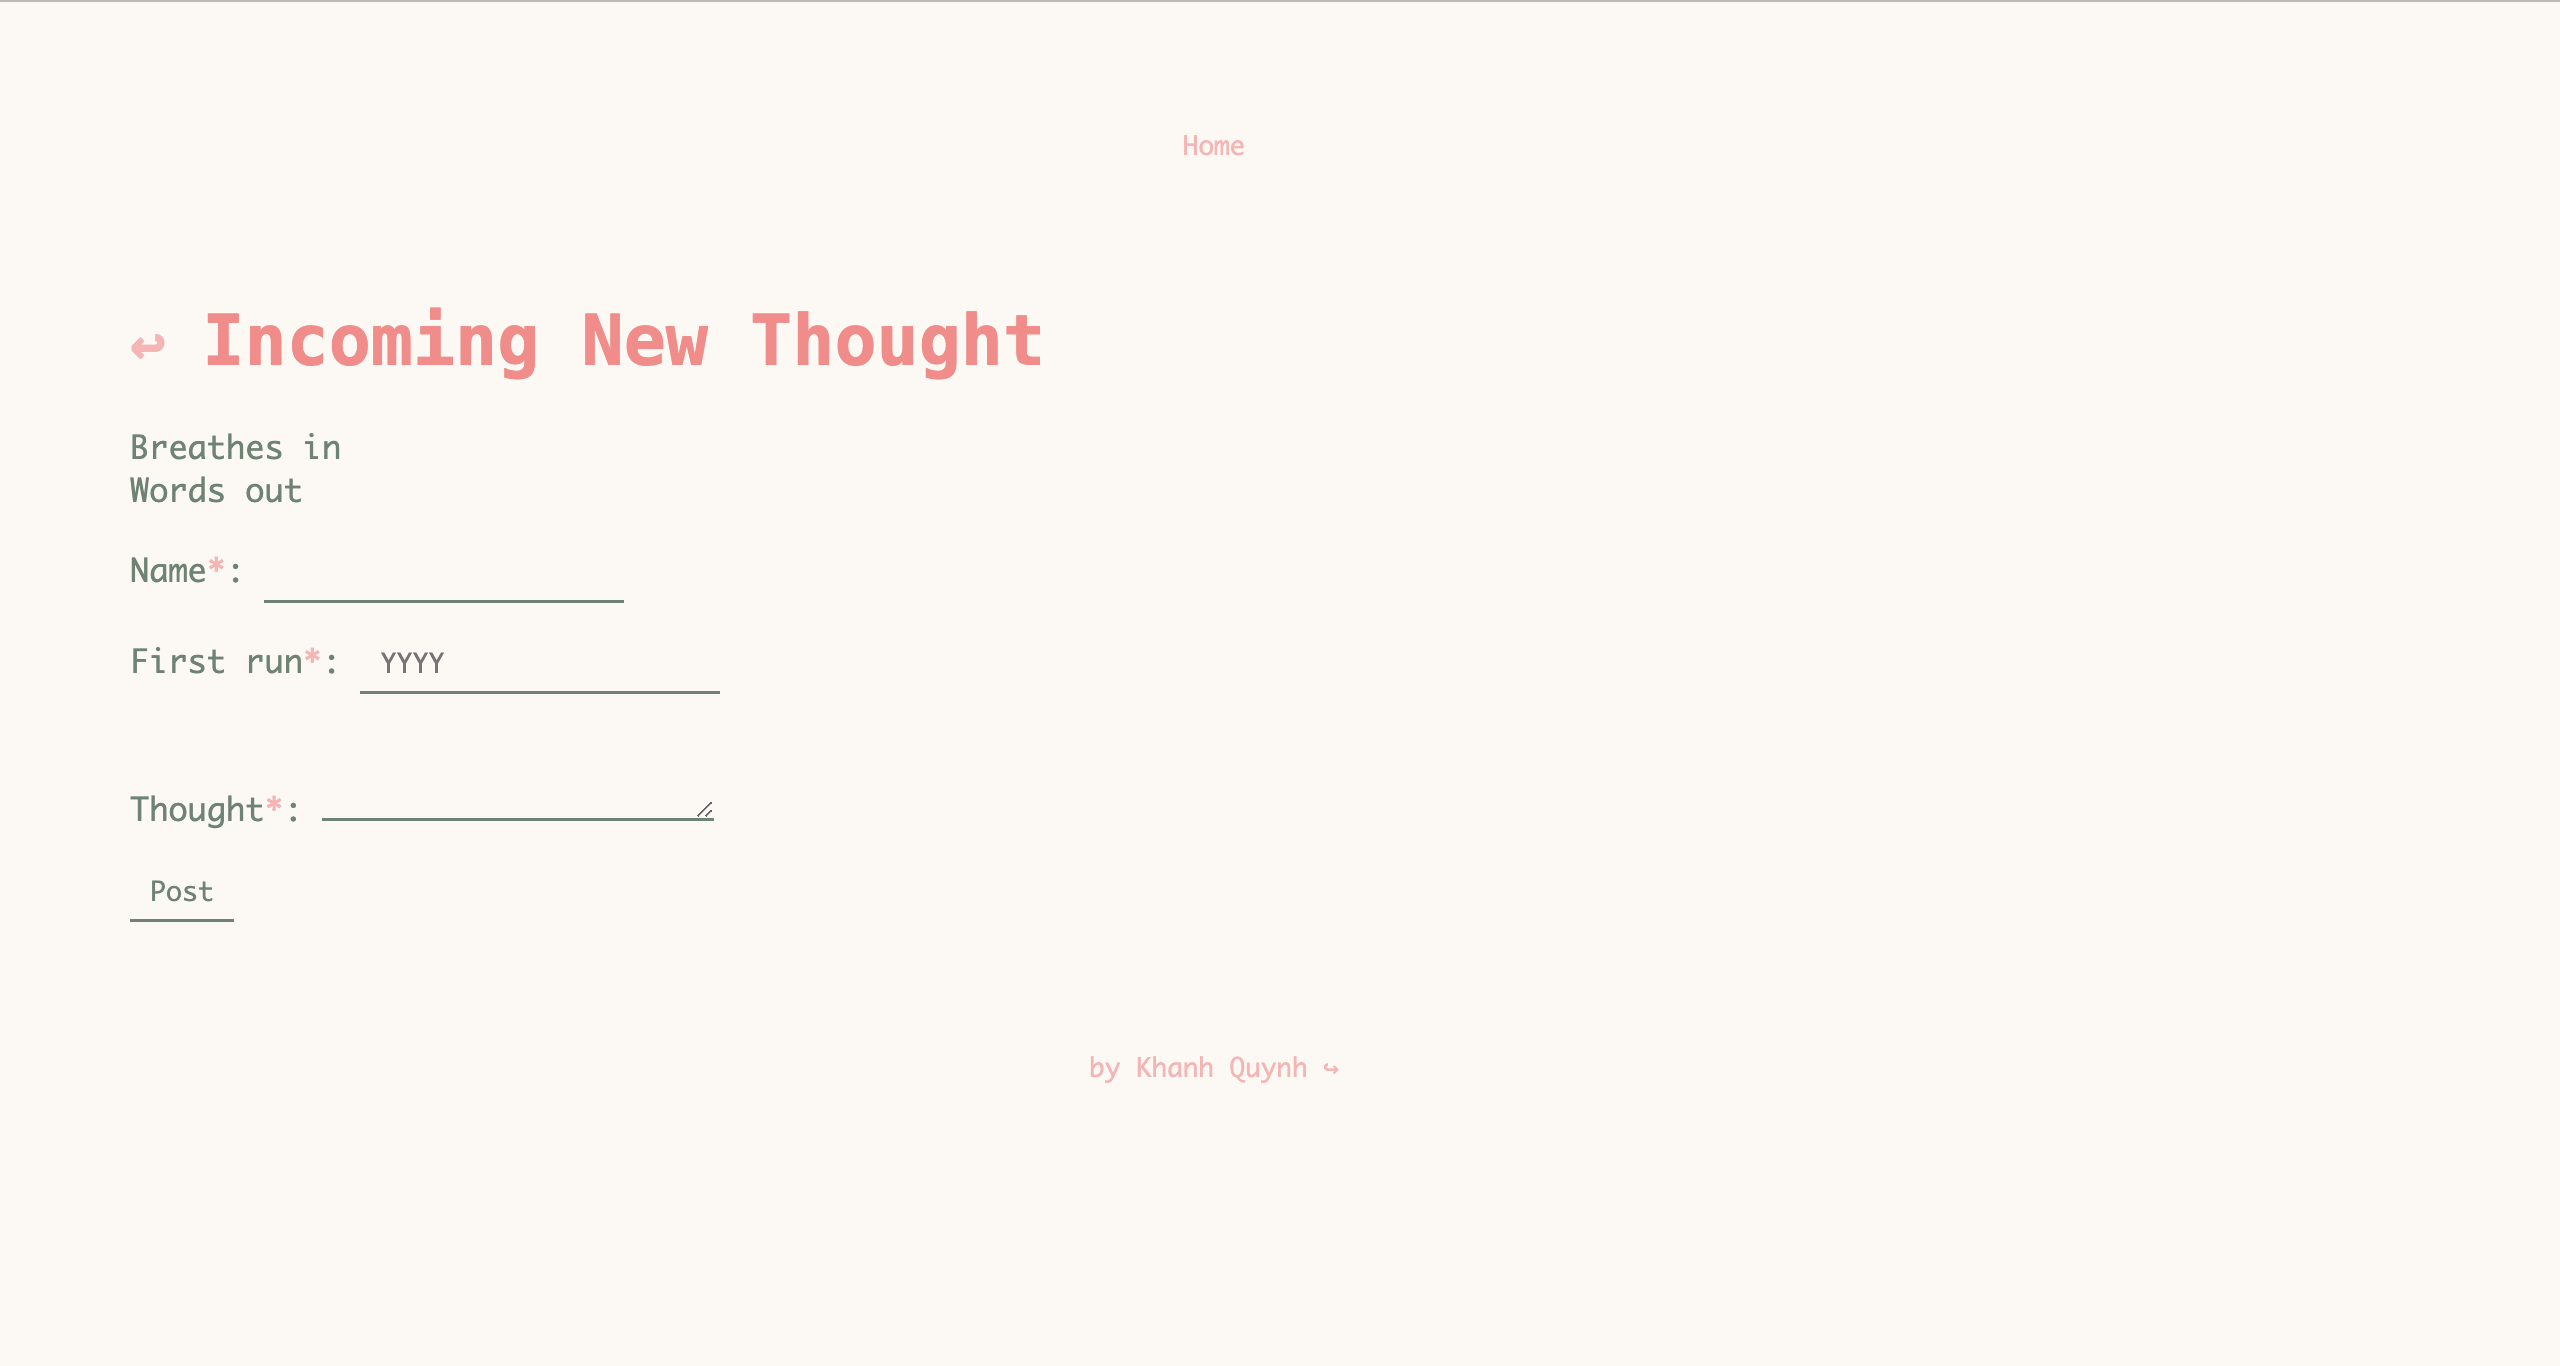 Home
↩ Incoming New Thought
Breathes in
Words out
Name*:
First run*: YYYY
Thought*:
Post
by Khanh Quynh ↪